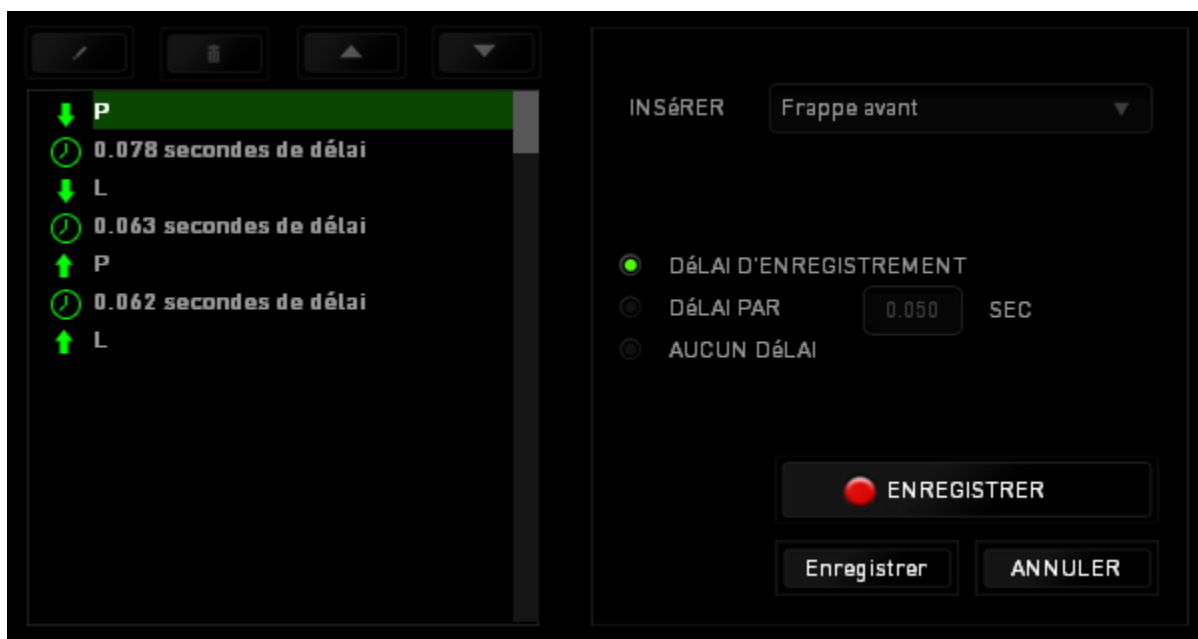 P
0.078 secondes de délai
L
0.063 secondes de délai
P
0.062 secondes de délai
L
INSéRER Frappe avant
DéLAI D'ENREGISTREMENT
DéLAI PAR 0.050 SEC
AUCUN DéLAI
ENREGISTRER
Enregistrer ANNULER